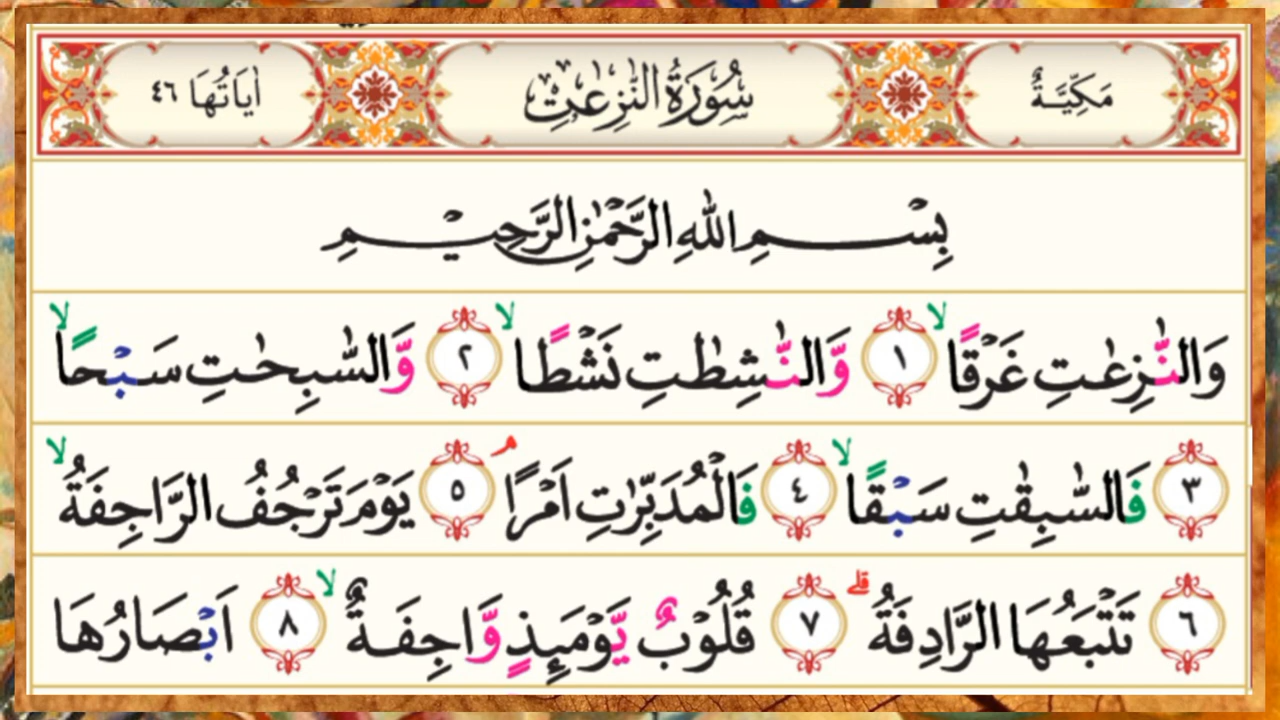 مَكِّيَّةٌ سُوْرَةُ النّٰزِعٰتِ اٰيَاتُهَا ٤٦
بِسْمِ اللّٰهِ الرَّحْمٰنِ الرَّحِيْمِ
وَالنّٰزِعٰتِ غَرْقًا ۙ ١ وَّالنّٰشِطٰتِ نَشْطًا ۙ ٢ وَّالسّٰبِحٰتِ سَبْحًا ۙ
٣ فَالسّٰبِقٰتِ سَبْقًا ۙ ٤ فَالْمُدَبِّرٰتِ اَمْرًا ۘ ٥ يَوْمَ تَرْجُفُ الرَّاجِفَةُ ۙ
٦ تَتْبَعُهَا الرَّادِفَةُ ۗ ٧ قُلُوْبٌ يَّوْمَىِٕذٍ وَّاجِفَةٌ ۙ ٨ اَبْصَارُهَا